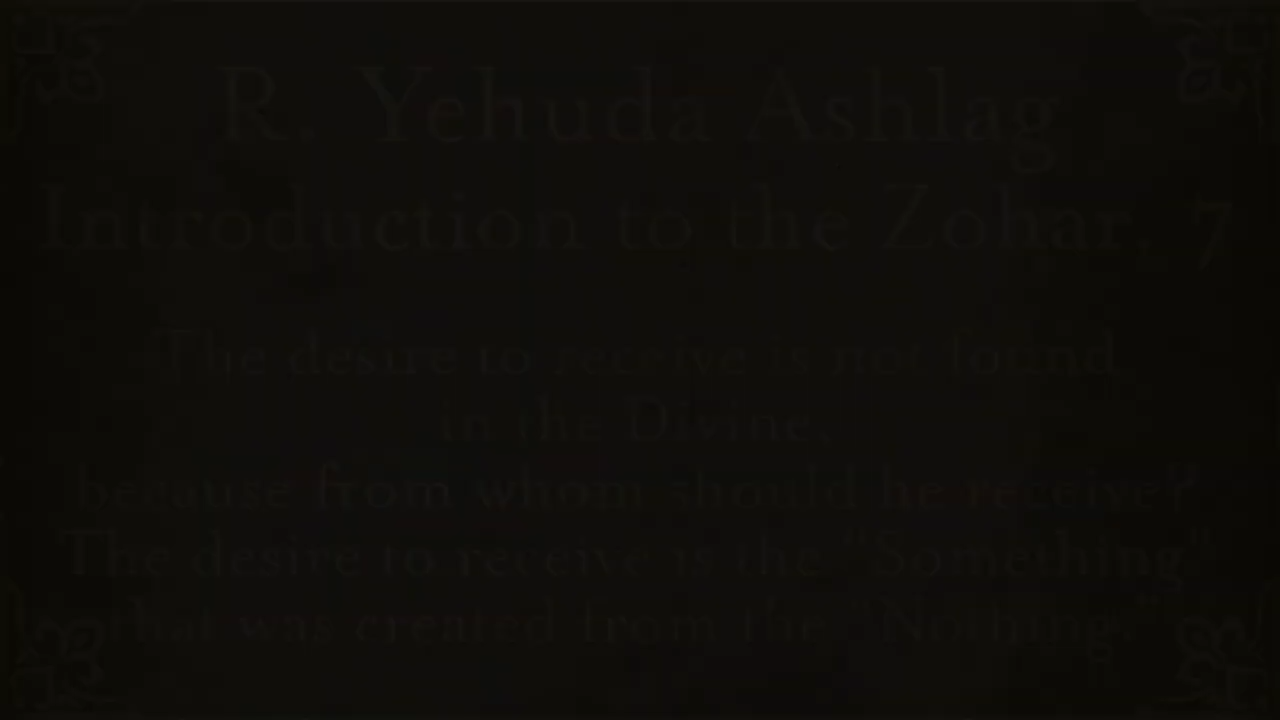 R. Yehuda Ashlag
Introduction to the Zohar, 7
The desire to receive is not found
in the Divine,
because from whom should he receive?
The desire to receive is the "Something"
that was created from the "Nothing."